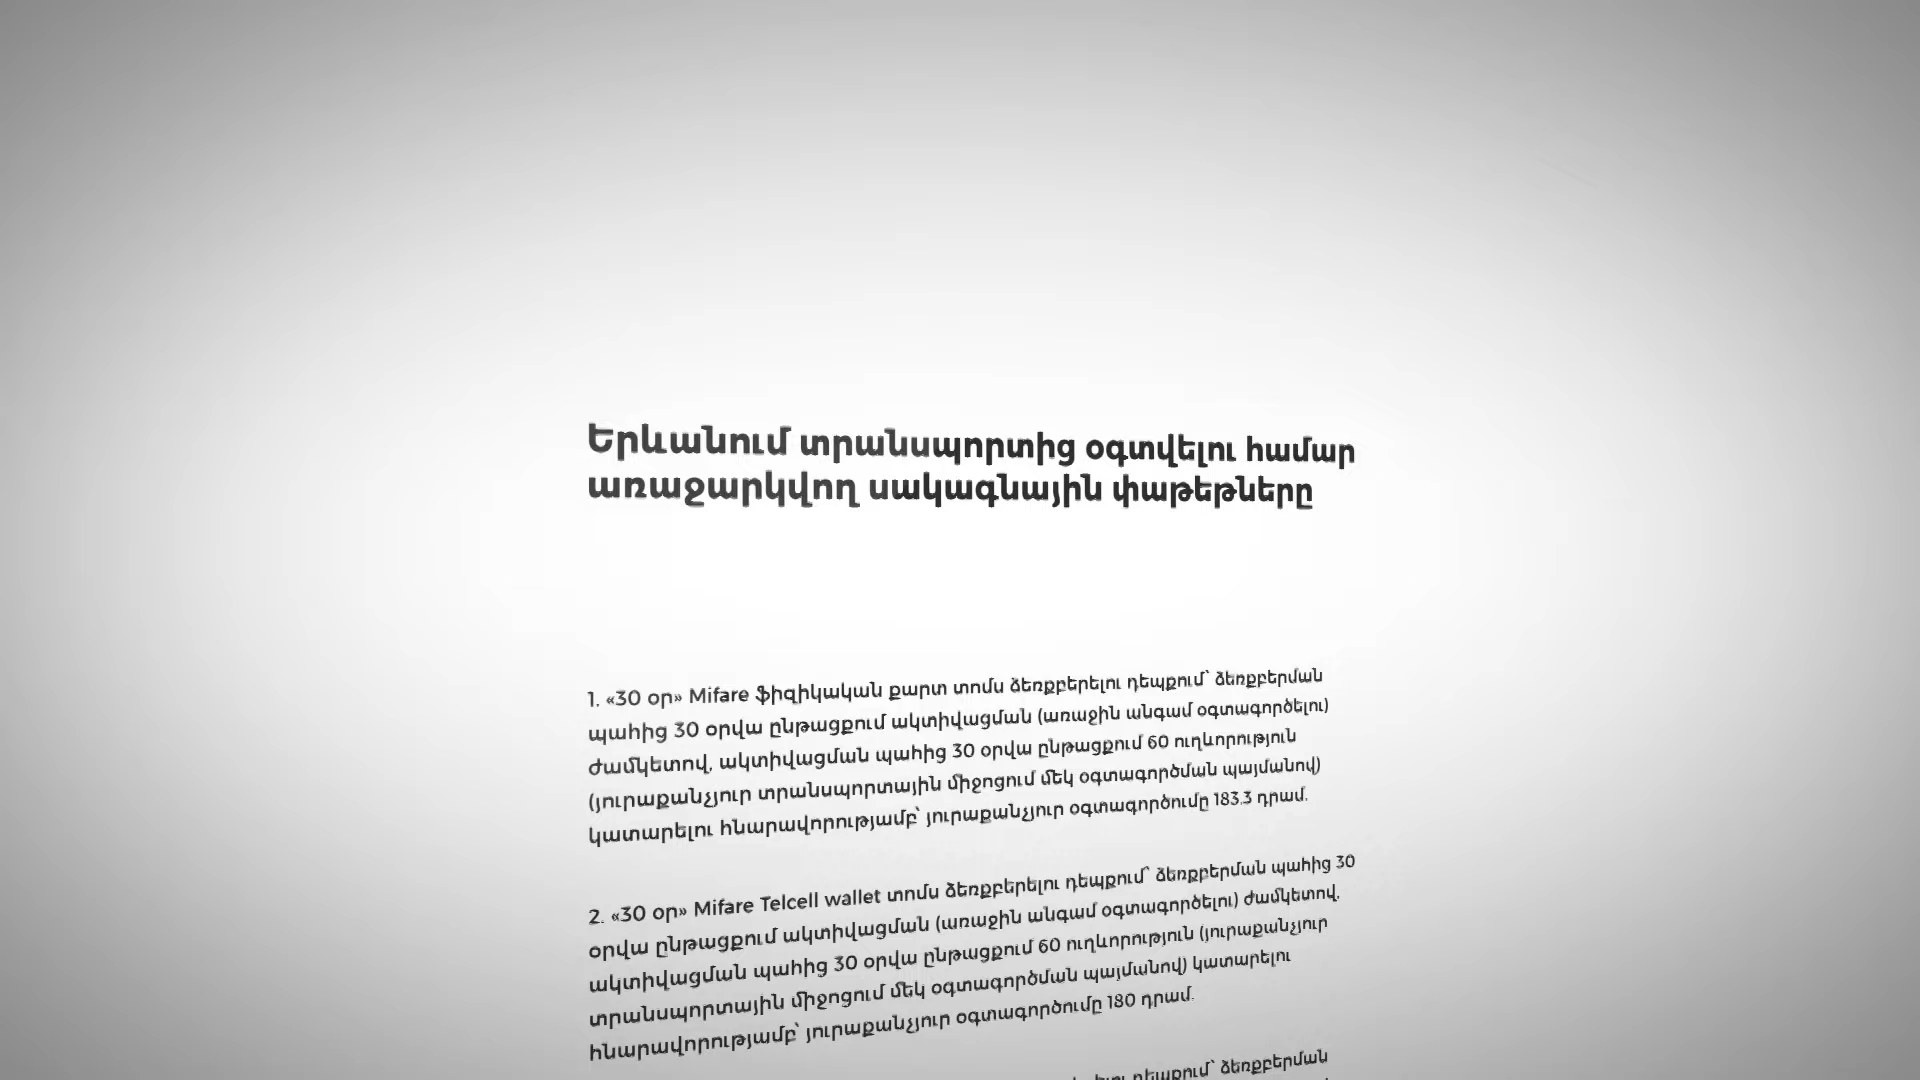 Երևանում տրանսպորտից օգտվելու համար
առաջարկվող սակագնային փաթեթները
1. «30 օր» Mifare ֆիզիկական քարտ տոմս ձեռքբերելու դեպքում՝ ձեռքբերման
պահից 30 օրվա ընթացքում ակտիվացման (առաջին անգամ օգտագործելու)
ժամկետով, ակտիվացման պահից 30 օրվա ընթացքում 60 ուղևորություն
(յուրաքանչյուր տրանսպորտային միջոցում մեկ օգտագործման պայմանով)
կատարելու հնարավորությամբ՝ յուրաքանչյուր օգտագործումը 183.3 դրամ.
2. «30 օր» Mifare Telcell wallet տոմս ձեռքբերելու դեպքում՝ ձեռքբերման պահից 30
օրվա ընթացքում ակտիվացման (առաջին անգամ օգտագործելու) ժամկետով,
ակտիվացման պահից 30 օրվա ընթացքում 60 ուղևորություն (յուրաքանչյուր
տրանսպորտային միջոցում մեկ օգտագործման պայմանով) կատարելու
հնարավորությամբ՝ յուրաքանչյուր օգտագործումը 180 դրամ.
դեպքում՝ ձեռքբերման